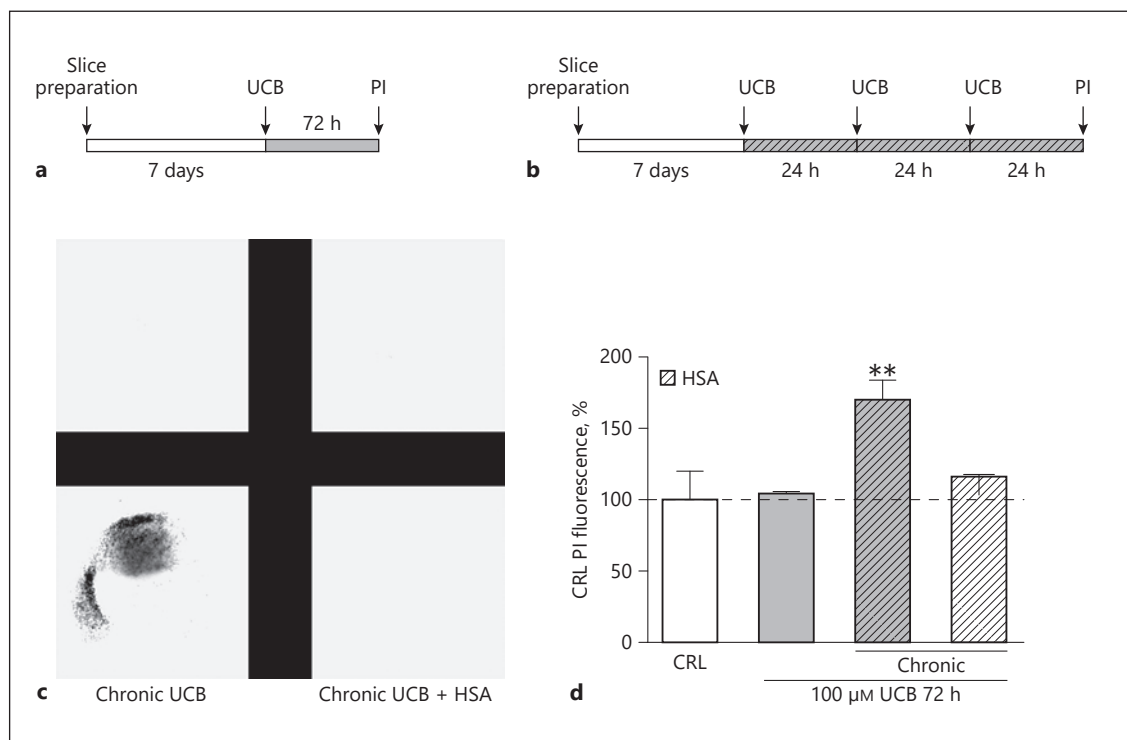 Slice
preparation
UCB
PI
72 h
7 days
a
Slice
preparation
UCB
UCB
UCB
PI
7 days
24 h
24 h
24 h
b
Chronic UCB
Chronic UCB + HSA
c
200
150
100
50
0
CRL PI fluorescence, %
HSA
**
CRL
Chronic
100 μM UCB 72 h
d